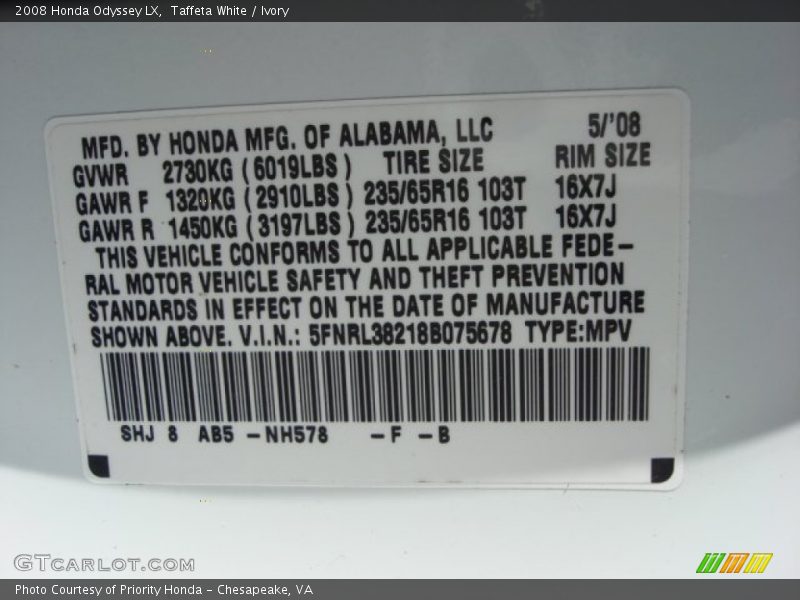 2008 Honda Odyssey LX, Taffeta White / Ivory
MFD. BY HONDA MFG. OF ALABAMA, LLC 5/'08
GVWR 2730KG (6019LBS) TIRE SIZE RIM SIZE
GAWR F 1320KG (2910LBS) 235/65R16 103T 16X7J
GAWR R 1450KG (3197LBS) 235/65R16 103T 16X7J
THIS VEHICLE CONFORMS TO ALL APPLICABLE FEDE-
RAL MOTOR VEHICLE SAFETY AND THEFT PREVENTION
STANDARDS IN EFFECT ON THE DATE OF MANUFACTURE
SHOWN ABOVE. V.I.N.: 5FNRL38218B075678 TYPE:MPV
SHJ 8 AB5 -NH578 -F -B
GTCARLOT.COM
Photo Courtesy of Priority Honda - Chesapeake, VA